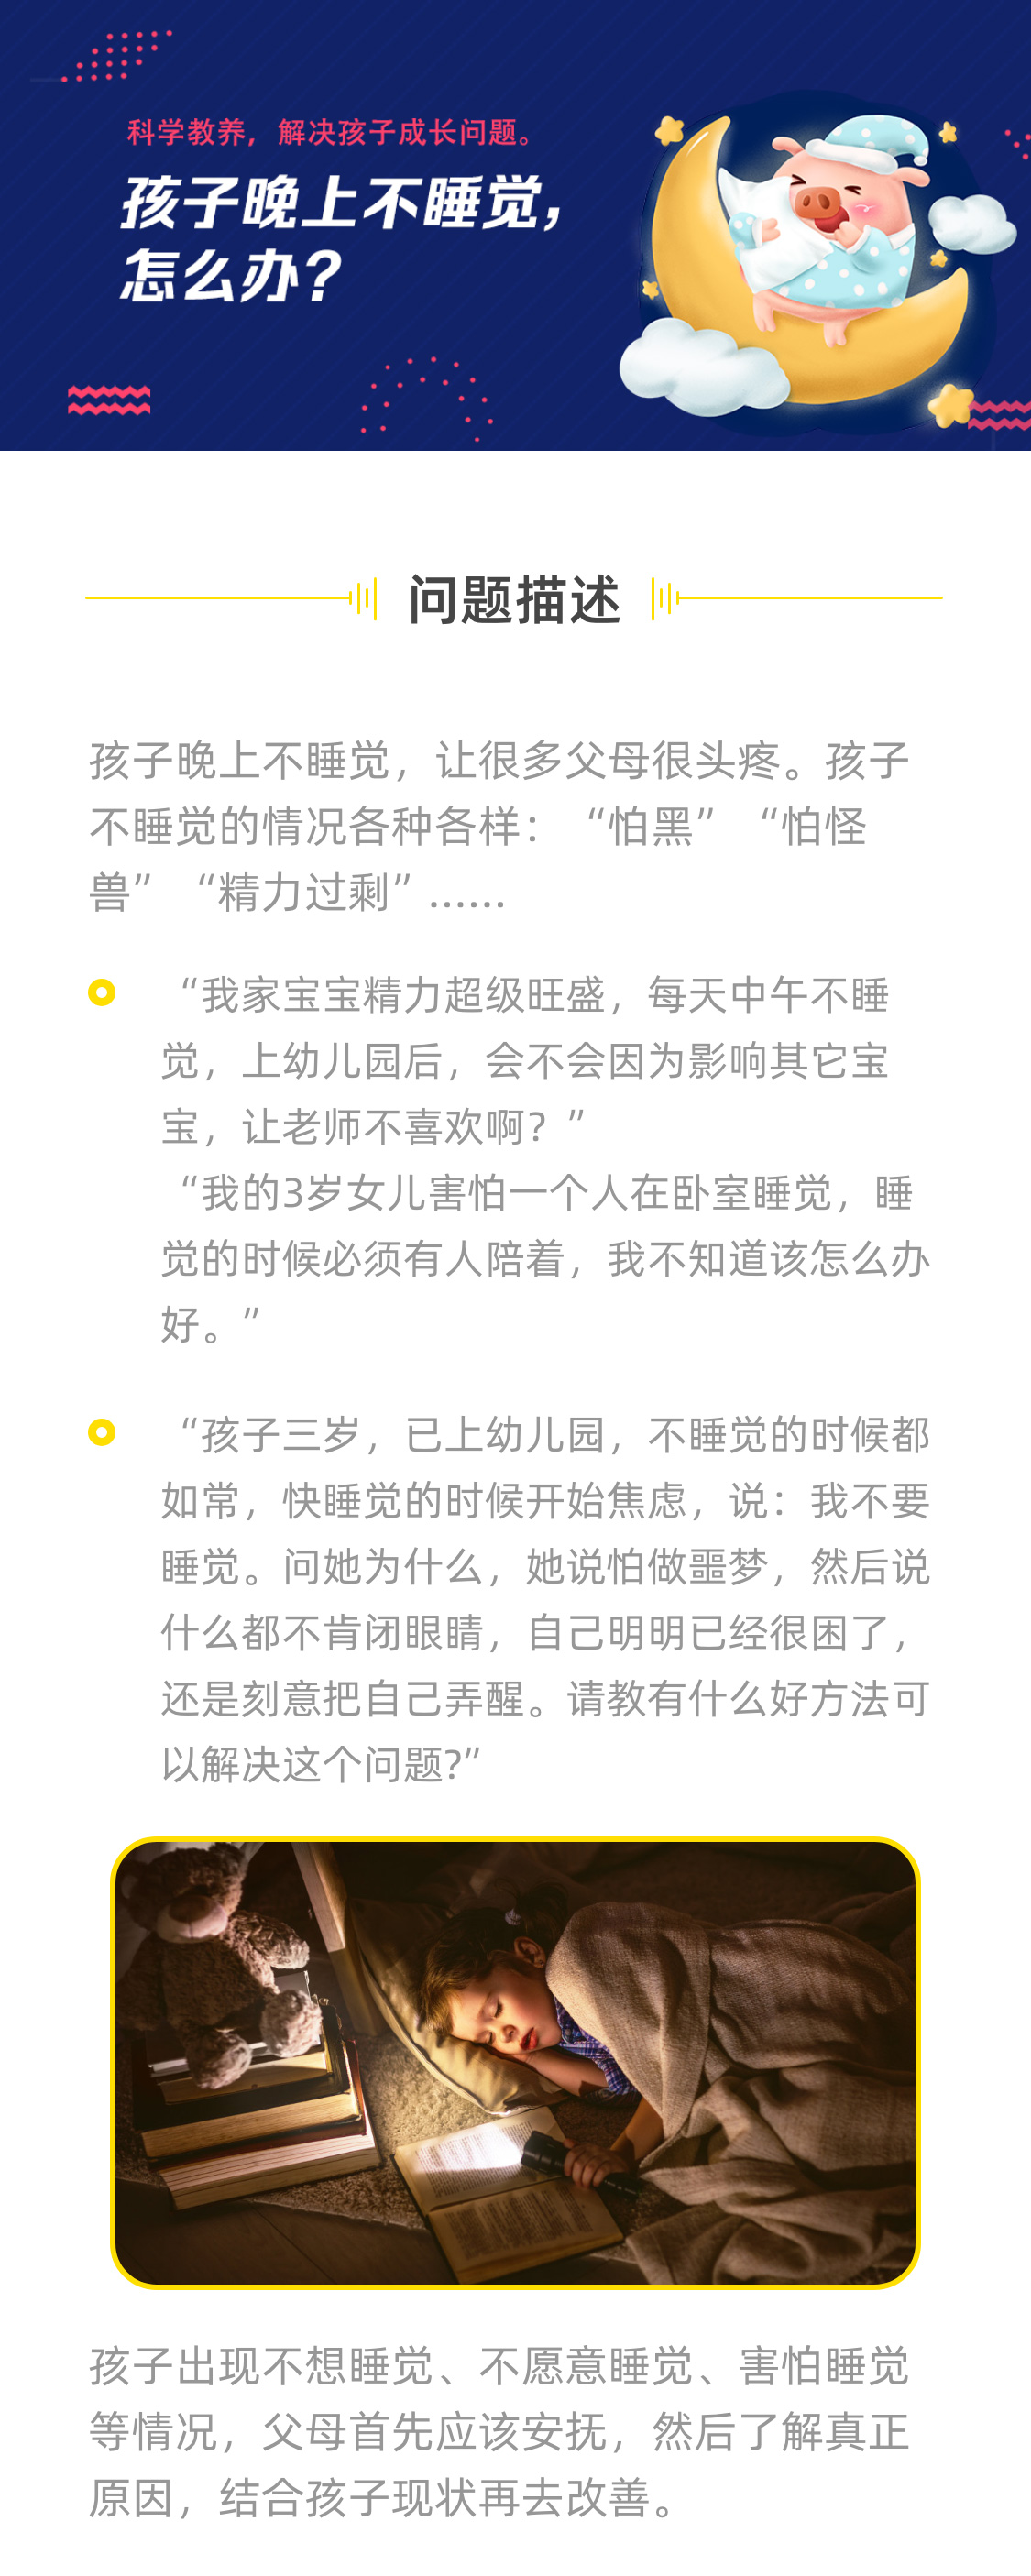 科学教养，解决孩子成长问题。
孩子晚上不睡觉，
怎么办？
问题描述
孩子晚上不睡觉，让很多父母很头疼。孩子
不睡觉的情况各种各样：“怕黑”“怕怪
兽”“精力过剩”……
“我家宝宝精力超级旺盛，每天中午不睡
觉，上幼儿园后，会不会因为影响其它宝
宝，让老师不喜欢啊？”
“我的3岁女儿害怕一个人在卧室睡觉，睡
觉的时候必须有人陪着，我不知道该怎么办
好。”
“孩子三岁，已上幼儿园，不睡觉的时候都
如常，快睡觉的时候开始焦虑，说：我不要
睡觉。问她为什么，她说怕做噩梦，然后说
什么都不肯闭眼睛，自己明明已经很困了，
还是刻意把自己弄醒。请教有什么好方法可
以解决这个问题?”
孩子出现不想睡觉、不愿意睡觉、害怕睡觉
等情况，父母首先应该安抚，然后了解真正
原因，结合孩子现状再去改善。